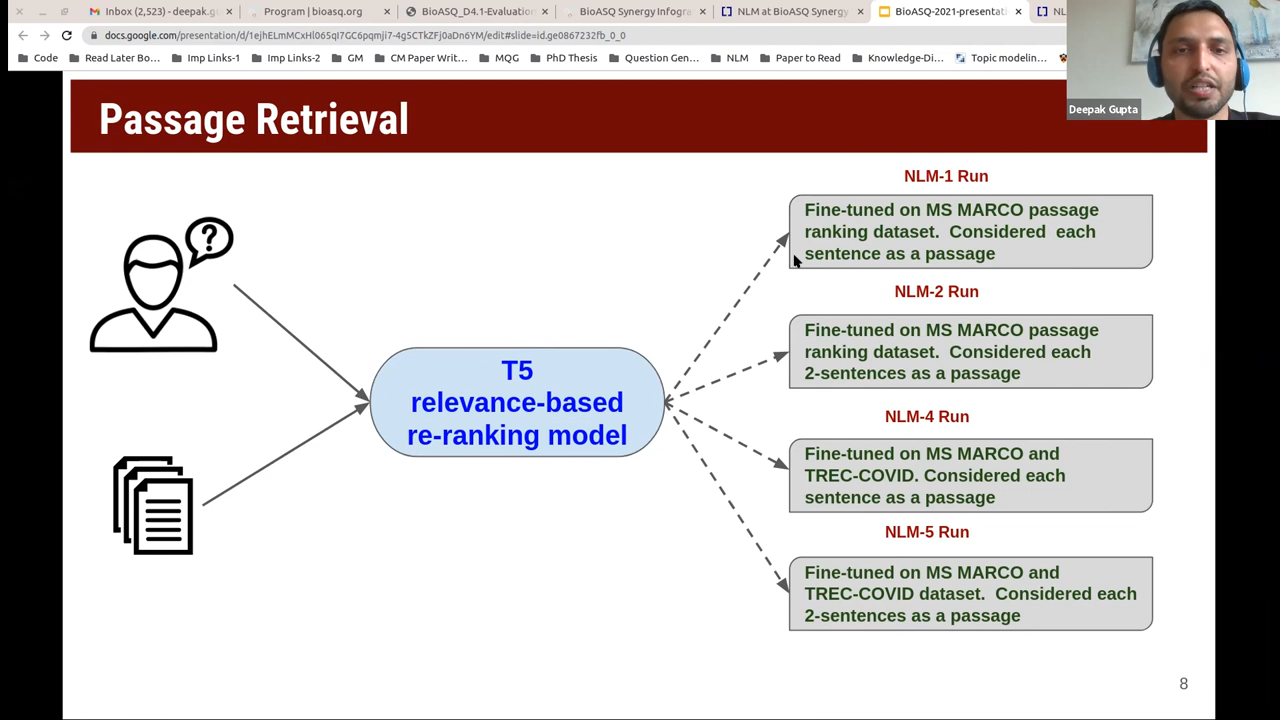 Inbox (2,523) - deepak.gu
Program | bioasq.org
BioASQ_D4.1-Evaluation
BioASQ Synergy Infogra
NLM at BioASQ Synergy
BioASQ-2021-presentati
NL
docs.google.com/presentation/d/1ejhELmMCxHl065qI7GC6pqmji7-4g5CTkZFj0aDn6YM/edit#slide=id.ge0867232fb_0_0
Code
Read Later Bo...
Imp Links-1
Imp Links-2
GM
CM Paper Writ...
MQG
PhD Thesis
Question Gen...
NLM
Paper to Read
Knowledge-Di...
Topic modelin...
Deepak Gupta
Passage Retrieval
?
T5
relevance-based
re-ranking model
NLM-1 Run
Fine-tuned on MS MARCO passage
ranking dataset. Considered each
sentence as a passage
NLM-2 Run
Fine-tuned on MS MARCO passage
ranking dataset. Considered each
2-sentences as a passage
NLM-4 Run
Fine-tuned on MS MARCO and
TREC-COVID. Considered each
sentence as a passage
NLM-5 Run
Fine-tuned on MS MARCO and
TREC-COVID dataset. Considered each
2-sentences as a passage
8